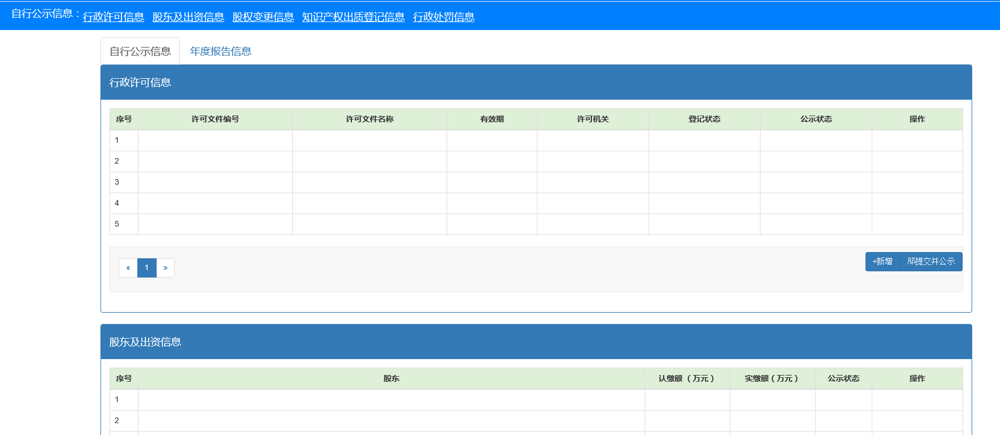 自行公示信息：行政许可信息 股东及出资信息 股权变更信息 知识产权出质登记信息 行政处罚信息
自行公示信息 年度报告信息
行政许可信息
序号 许可文件编号 许可文件名称 有效期 许可机关 登记状态 公示状态 操作
1
2
3
4
5
« 1 » +新增 提交并公示
股东及出资信息
序号 股东 认缴额（万元） 实缴额（万元） 公示状态 操作
1
2